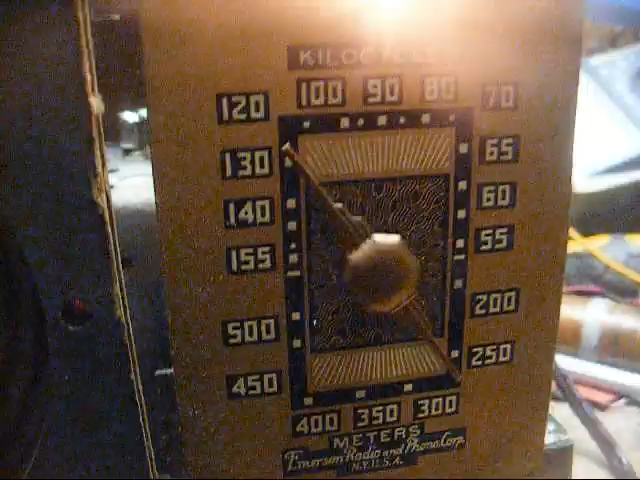 KILOCYCLES
120 100 90 80 70
130 65
140 60
155 55
500 200
450 250
400 350 300
METERS
Emerson Radio and Phono. Corp.
N.Y. U.S.A.